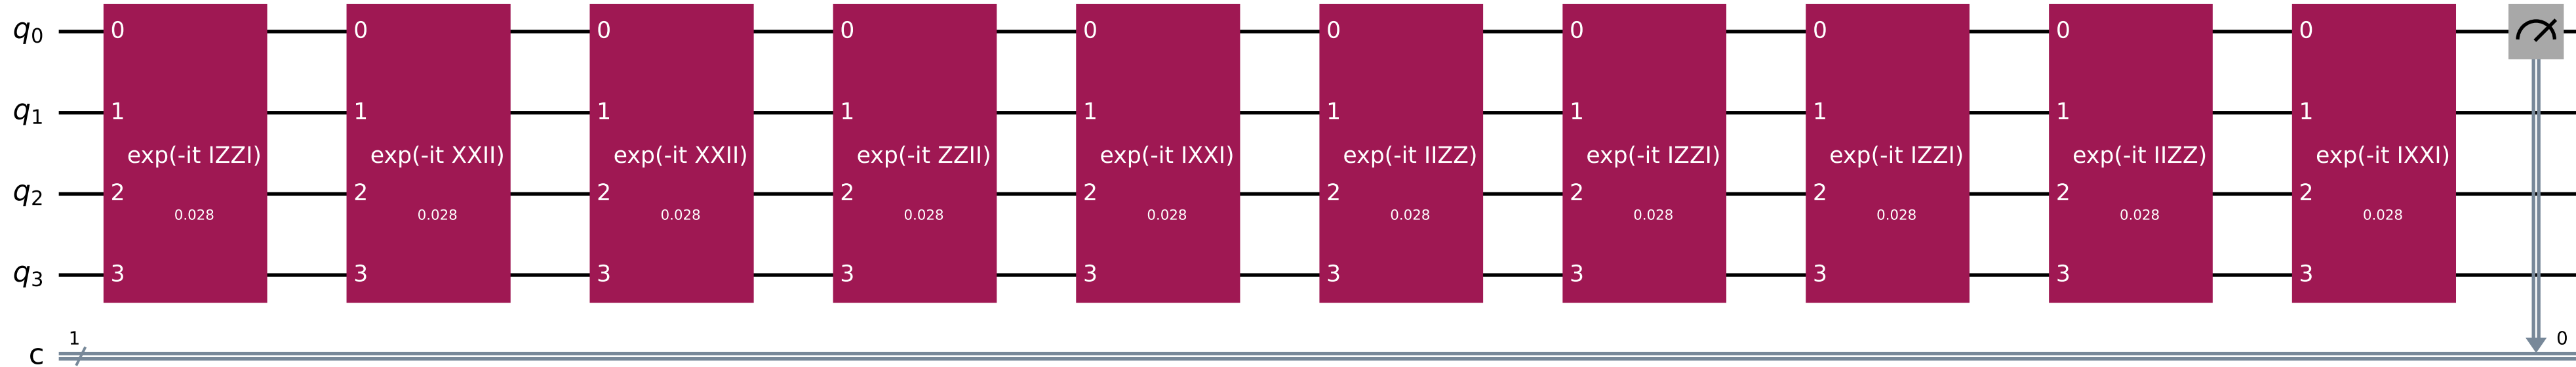 q0 0 0 0 0 0 0 0 0 0 0
q1 1 1 1 1 1 1 1 1 1 1
exp(-it IZZI) exp(-it XXII) exp(-it XXII) exp(-it ZZII) exp(-it IXXI) exp(-it IIZZ) exp(-it IZZI) exp(-it IZZI) exp(-it IIZZ) exp(-it IXXI)
q2 2 2 2 2 2 2 2 2 2 2
0.028 0.028 0.028 0.028 0.028 0.028 0.028 0.028 0.028 0.028
q3 3 3 3 3 3 3 3 3 3 3
1 0
c